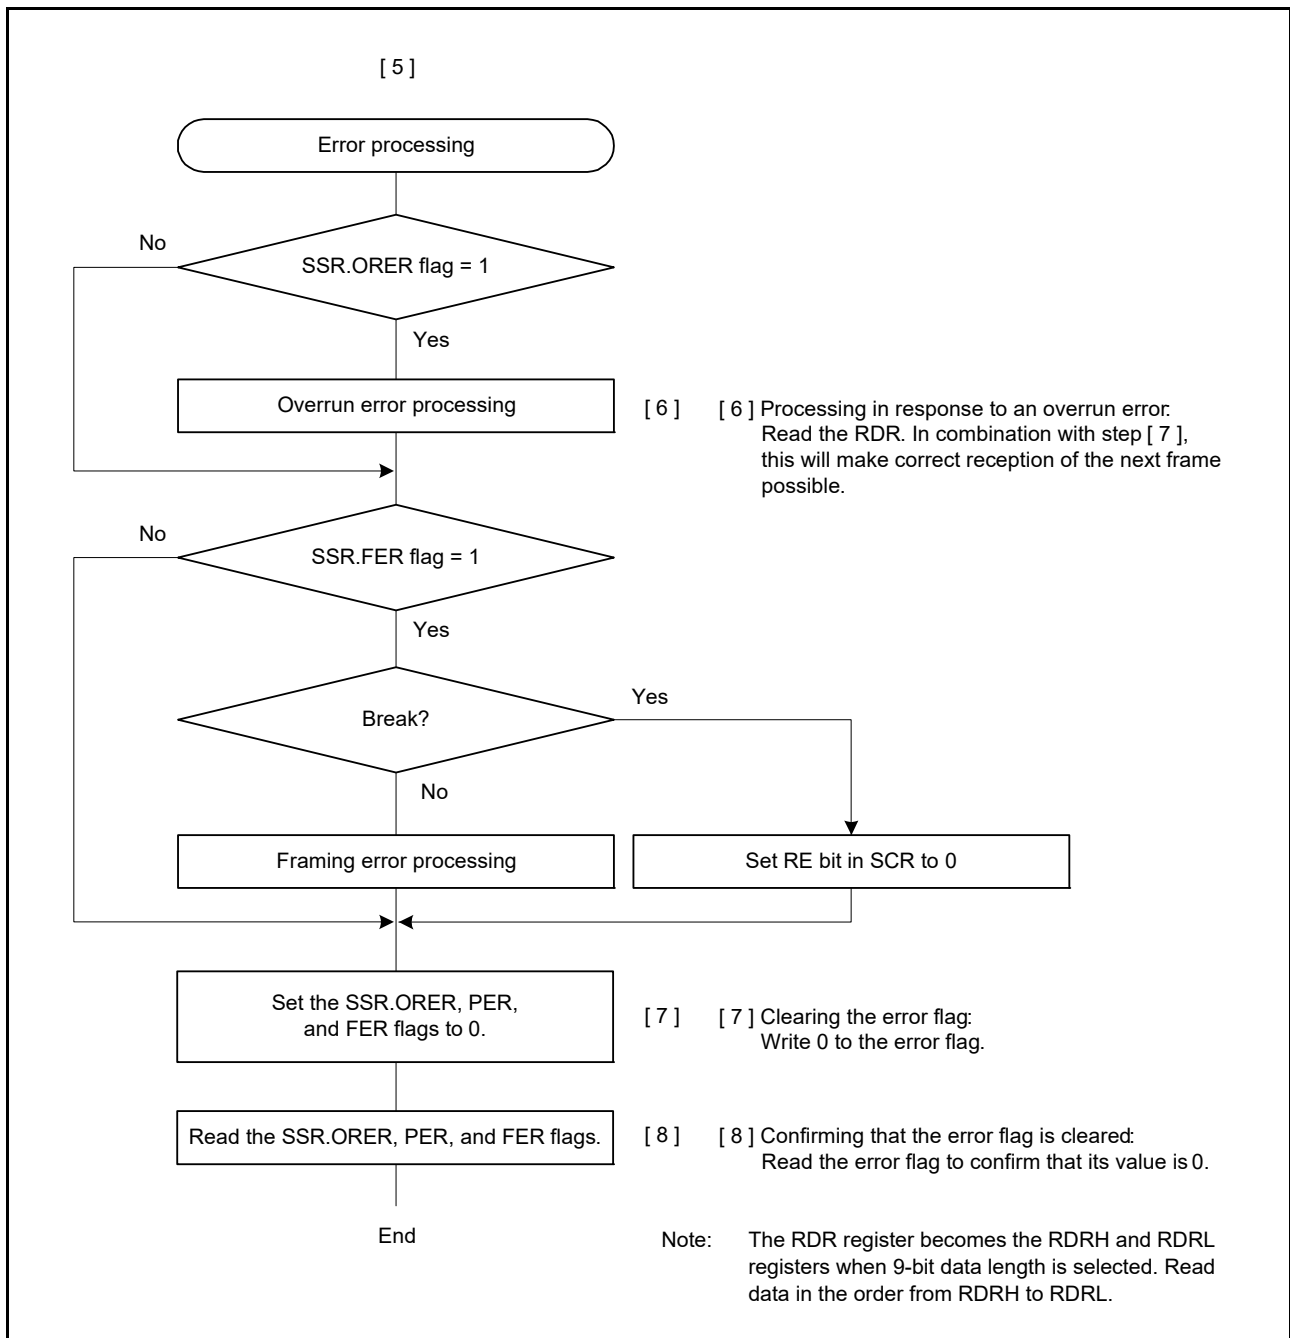 [ 5 ]
Error processing
No
SSR.ORER flag = 1
Yes
Overrun error processing
[ 6 ]
[ 6 ] Processing in response to an overrun error:
Read the RDR. In combination with step [ 7 ],
this will make correct reception of the next frame
possible.
No
SSR.FER flag = 1
Yes
Break?
Yes
No
Framing error processing
Set RE bit in SCR to 0
Set the SSR.ORER, PER,
and FER flags to 0.
[ 7 ]
[ 7 ] Clearing the error flag:
Write 0 to the error flag.
Read the SSR.ORER, PER, and FER flags.
[ 8 ]
[ 8 ] Confirming that the error flag is cleared:
Read the error flag to confirm that its value is 0.
End
Note: The RDR register becomes the RDRH and RDRL
registers when 9-bit data length is selected. Read
data in the order from RDRH to RDRL.